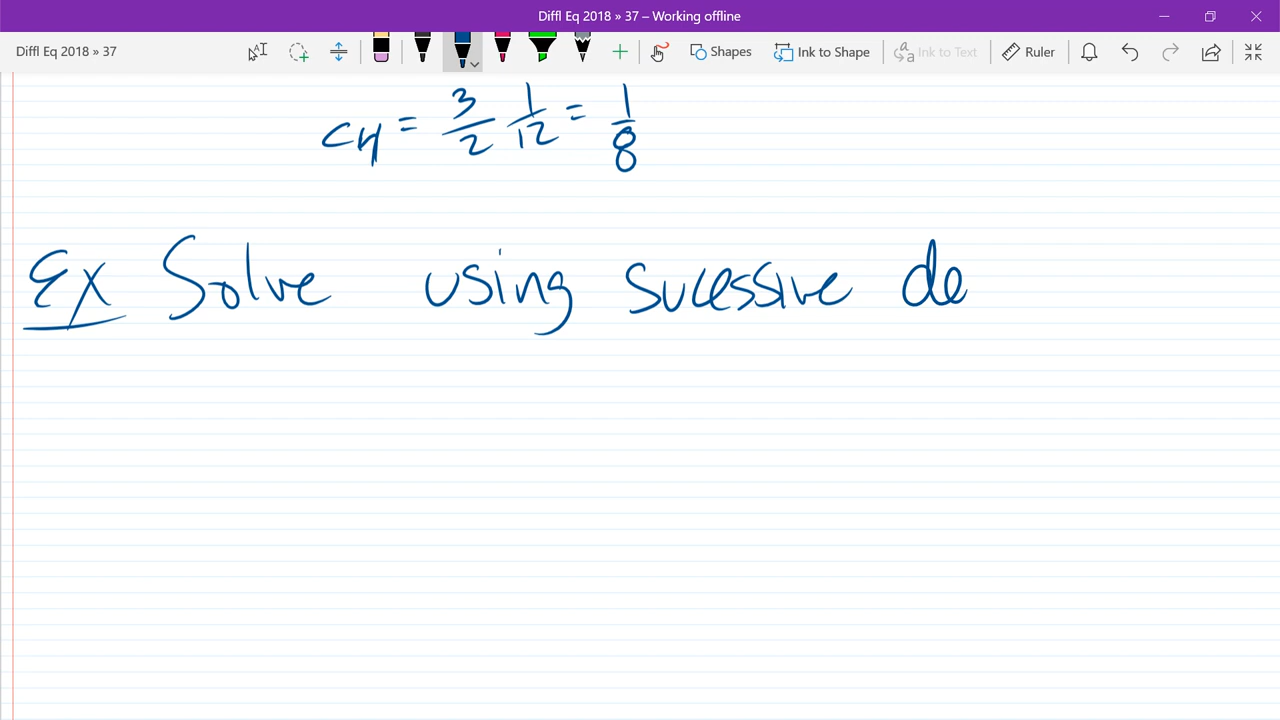 Diffl Eq 2018 » 37 – Working offline
Diffl Eq 2018 » 37
Shapes
Ink to Shape
Ink to Text
Ruler
c4 = 3/2 1/12 = 1/8
Ex Solve using sucessive de